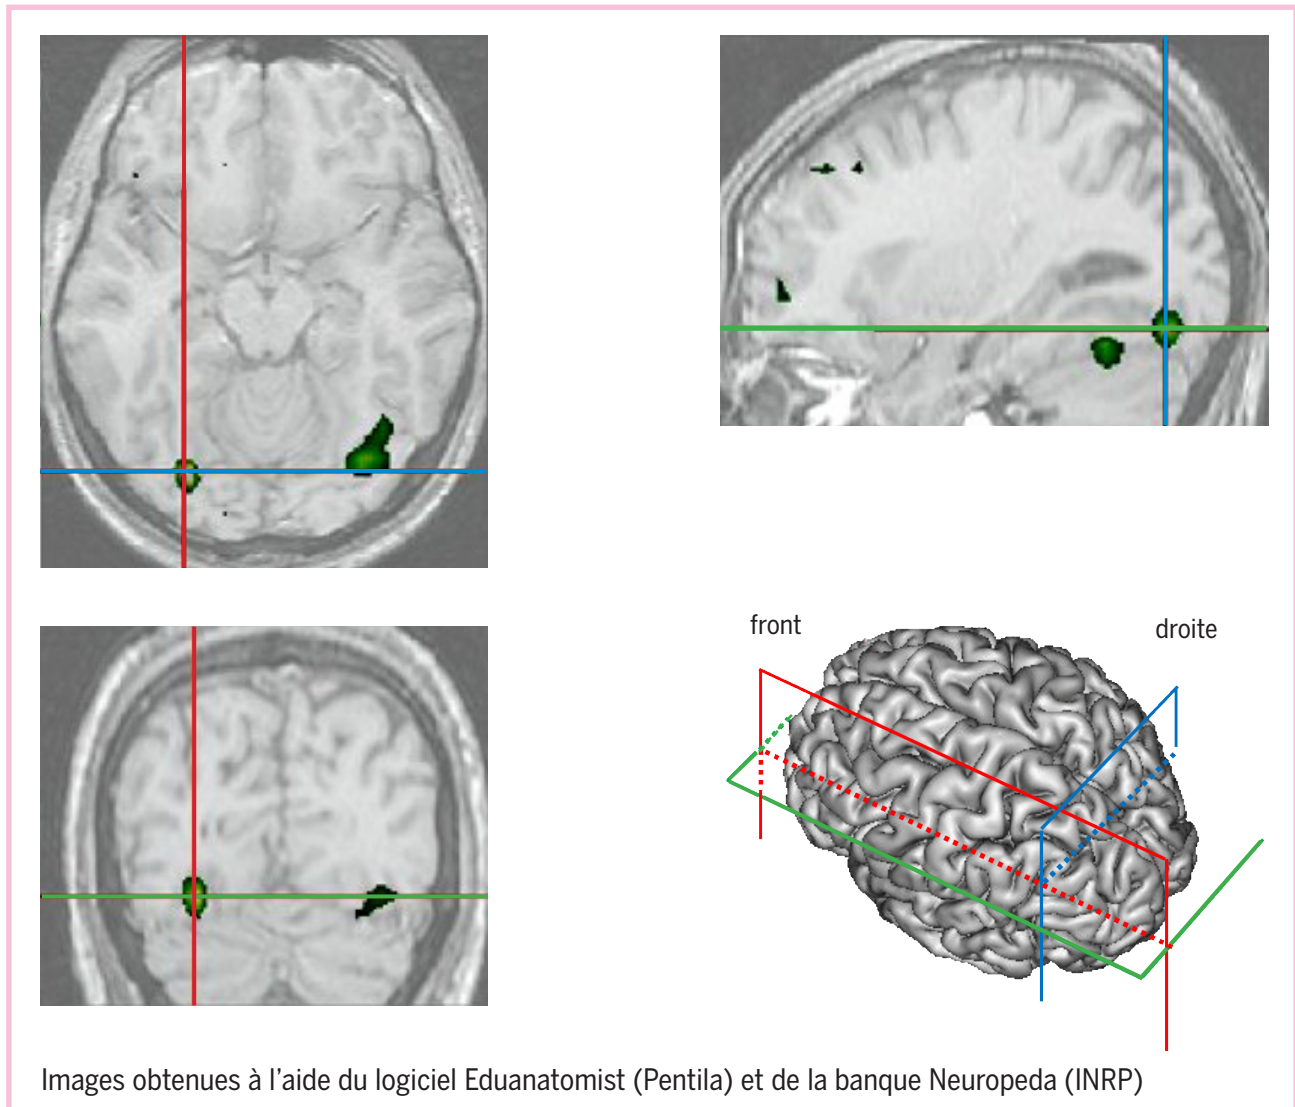 front
droite
Images obtenues à l'aide du logiciel Eduanatomist (Pentila) et de la banque Neuropeda (INRP)